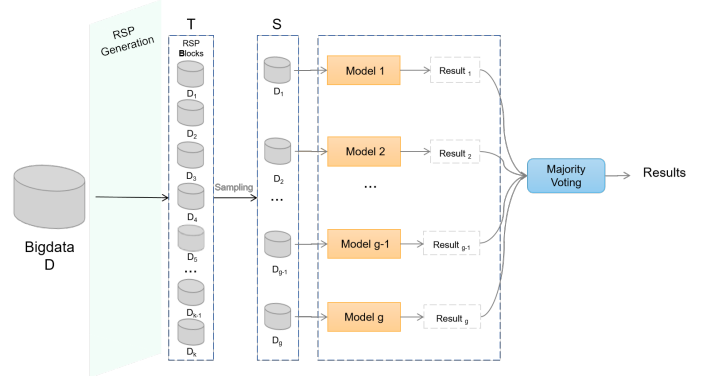 RSP
Generation
T
S
RSP
Blocks
D1
D2
D3
D4
D5
...
Dk-1
Dk
Bigdata
D
Sampling
D1
D2
...
Dg-1
Dg
Model 1
Result 1
Model 2
Result 2
...
Model g-1
Result g-1
Model g
Result g
Majority
Voting
Results